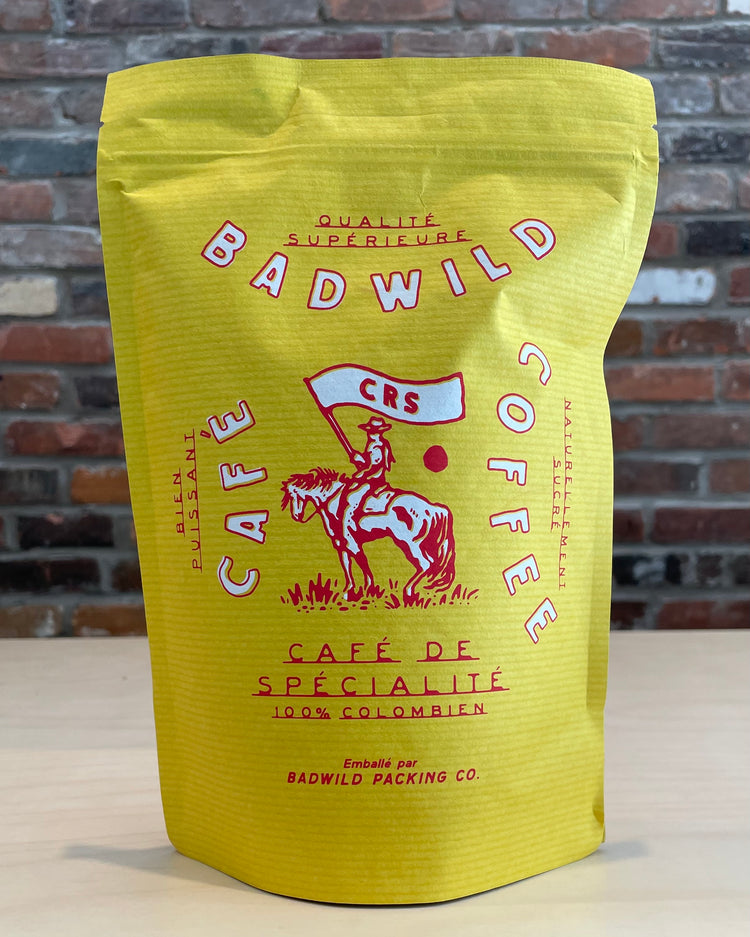 QUALITÉ
SUPÉRIEURE
BADWILD
COFFEE
CAFÉ
CRS
BIEN
PUISSANT
NATURELLEMENT
SUCRÉ
CAFÉ DE
SPÉCIALITÉ
100% COLOMBIEN
Emballé par
BADWILD PACKING CO.